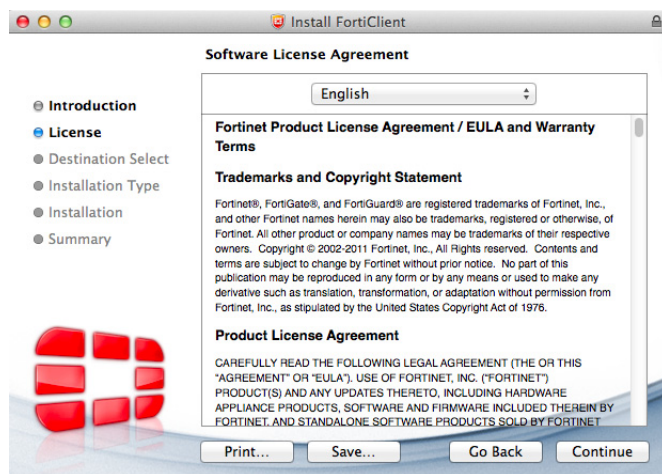 Install FortiClient
Software License Agreement
English
Introduction
License
Destination Select
Installation Type
Installation
Summary
Fortinet Product License Agreement / EULA and Warranty
Terms
Trademarks and Copyright Statement
Fortinet®, FortiGate®, and FortiGuard® are registered trademarks of Fortinet, Inc.,
and other Fortinet names herein may also be trademarks, registered or otherwise, of
Fortinet. All other product or company names may be trademarks of their respective
owners. Copyright © 2002-2011 Fortinet, Inc., All Rights reserved. Contents and
terms are subject to change by Fortinet without prior notice. No part of this
publication may be reproduced in any form or by any means or used to make any
derivative such as translation, transformation, or adaptation without permission from
Fortinet, Inc., as stipulated by the United States Copyright Act of 1976.
Product License Agreement
CAREFULLY READ THE FOLLOWING LEGAL AGREEMENT (THE OR THIS
"AGREEMENT" OR "EULA"). USE OF FORTINET, INC. ("FORTINET")
PRODUCT(S) AND ANY UPDATES THERETO, INCLUDING HARDWARE
APPLIANCE PRODUCTS, SOFTWARE AND FIRMWARE INCLUDED THEREIN BY
FORTINET, AND STANDALONE SOFTWARE PRODUCTS SOLD BY FORTINET
Print...
Save...
Go Back
Continue